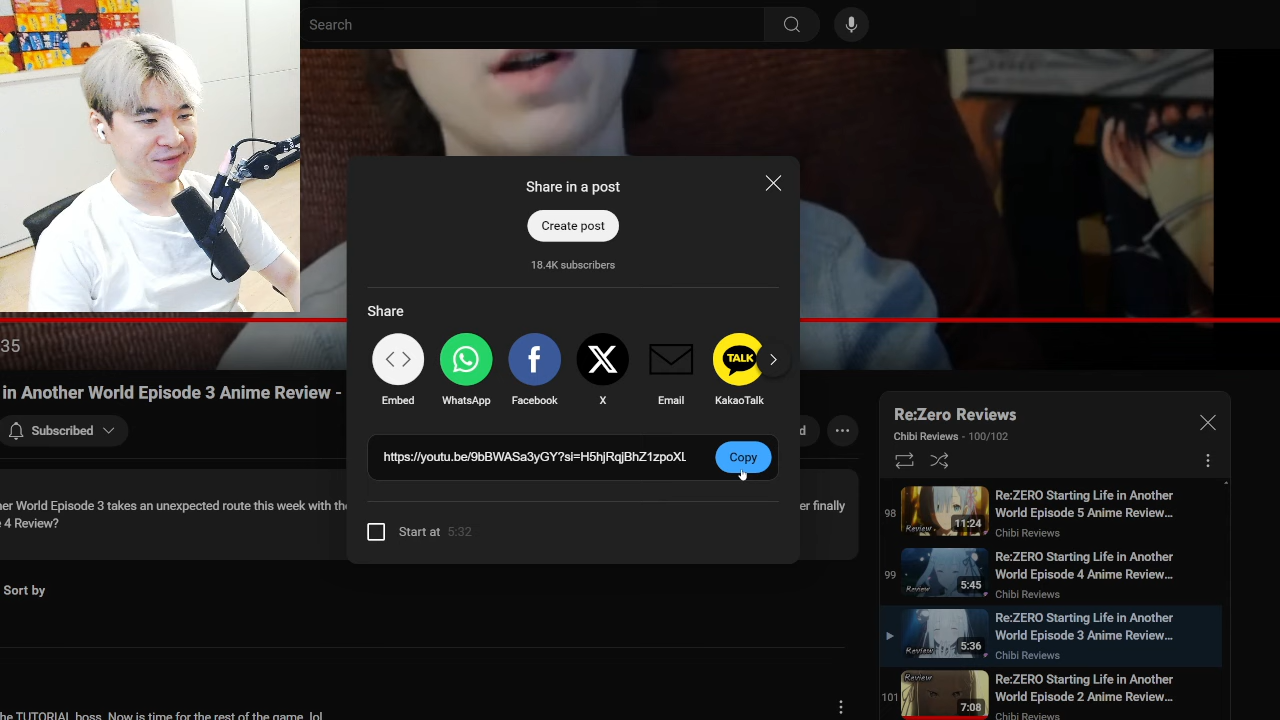 Search
Share in a post
Create post
18.4K subscribers
Share
Embed
WhatsApp
Facebook
X
Email
TALK
KakaoTalk
https://youtu.be/9bBWASa3yGY?si=H5hjRqjBhZ1zpoXL
Copy
Start at 5:32
35
in Another World Episode 3 Anime Review -
Subscribed
d
her World Episode 3 takes an unexpected route this week with the
er finally
e 4 Review?
Sort by
he TUTORIAL boss. Now is time for the rest of the game. lol
Re:Zero Reviews
Chibi Reviews - 100/102
98
Review
11:24
Re:ZERO Starting Life in Another
World Episode 5 Anime Review...
Chibi Reviews
99
Review
5:45
Re:ZERO Starting Life in Another
World Episode 4 Anime Review...
Chibi Reviews
Review
5:36
Re:ZERO Starting Life in Another
World Episode 3 Anime Review...
Chibi Reviews
101
Review
7:08
Re:ZERO Starting Life in Another
World Episode 2 Anime Review...
Chibi Reviews